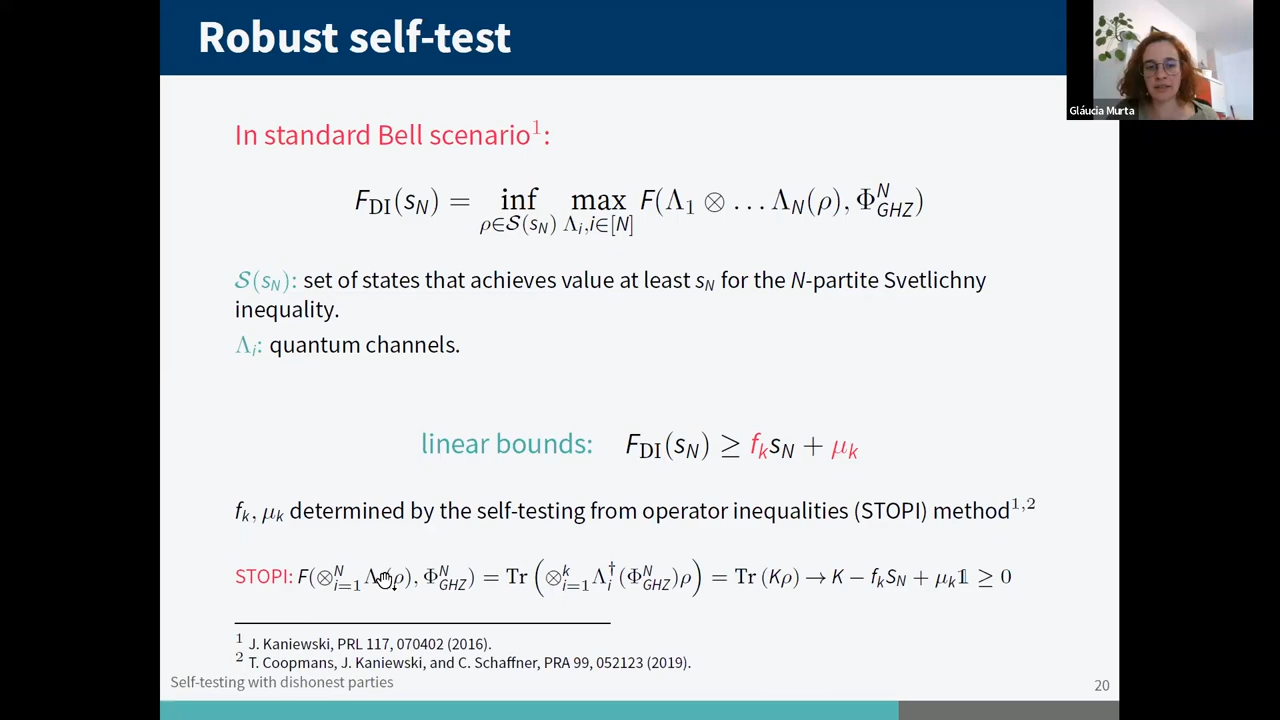 Robust self-test
Gláucia Murta
In standard Bell scenario¹:
F_DI(s_N) = inf_{ρ∈𝒮(s_N)} max_{Λ_i,i∈[N]} F(Λ_1 ⊗ … Λ_N(ρ), Φ^N_GHZ)
𝒮(s_N): set of states that achieves value at least s_N for the N-partite Svetlichny
inequality.
Λ_i: quantum channels.
linear bounds: F_DI(s_N) ≥ f_k s_N + μ_k
f_k, μ_k determined by the self-testing from operator inequalities (STOPI) method¹,²
STOPI: F(⊗^N_{i=1} Λ(ρ), Φ^N_GHZ) = Tr (⊗^k_{i=1} Λ^†_i (Φ^N_GHZ)ρ) = Tr (Kρ) → K − f_k S_N + μ_k 𝟙 ≥ 0
¹ J. Kaniewski, PRL 117, 070402 (2016).
² T. Coopmans, J. Kaniewski, and C. Schaffner, PRA 99, 052123 (2019).
Self-testing with dishonest parties
20